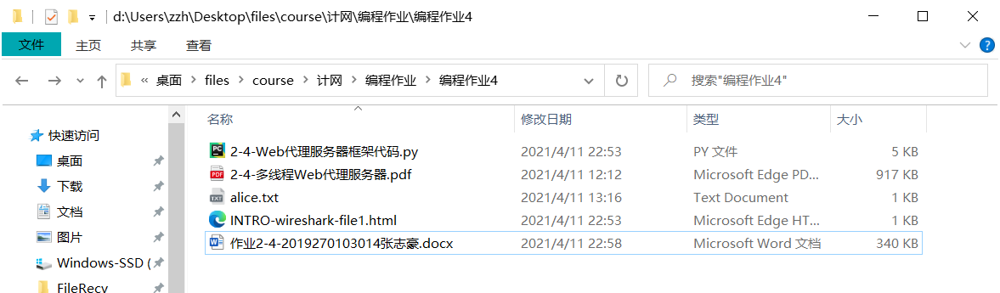 d:\Users\zzh\Desktop\files\course\计网\编程作业\编程作业4
文件 主页 共享 查看
« 桌面 > files > course > 计网 > 编程作业 > 编程作业4 搜索"编程作业4"
名称 修改日期 类型 大小
快速访问
桌面
下载
文档
图片
Windows-SSD (
FileRecv
2-4-Web代理服务器框架代码.py 2021/4/11 22:53 PY 文件 5 KB
2-4-多线程Web代理服务器.pdf 2021/4/11 12:12 Microsoft Edge PD... 917 KB
alice.txt 2021/4/11 13:16 Text Document 1 KB
INTRO-wireshark-file1.html 2021/4/11 22:53 Microsoft Edge HT... 1 KB
作业2-4-2019270103014张志豪.docx 2021/4/11 22:58 Microsoft Word 文档 340 KB